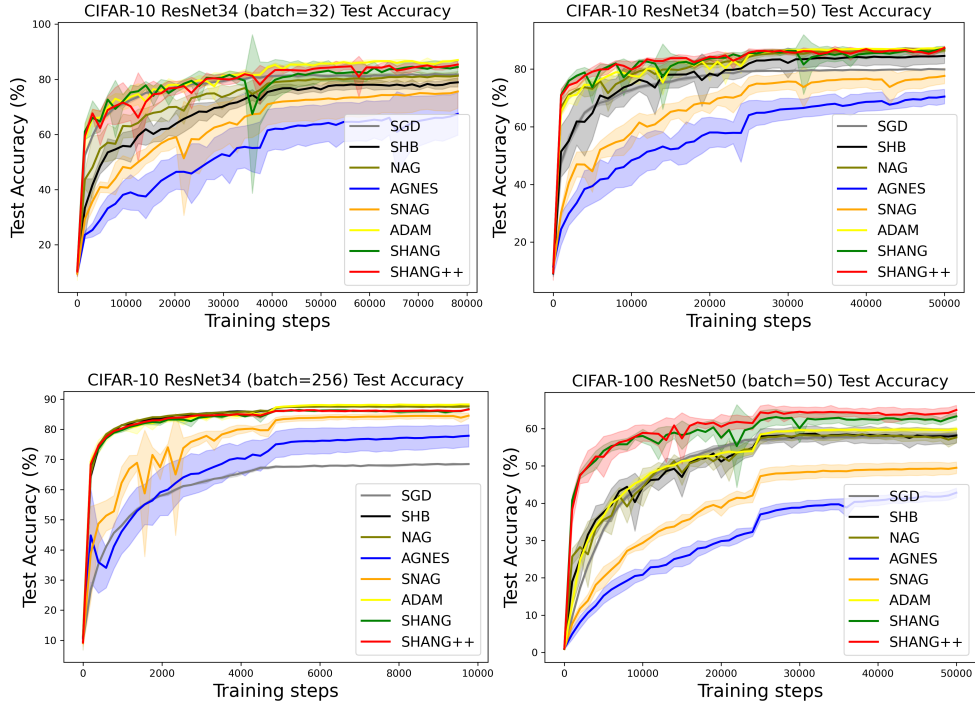 CIFAR-10 ResNet34 (batch=32) Test Accuracy
Test Accuracy (%)
100
80
60
40
20
0 10000 20000 30000 40000 50000 60000 70000 80000
Training steps
SGD
SHB
NAG
AGNES
SNAG
ADAM
SHANG
SHANG++
CIFAR-10 ResNet34 (batch=50) Test Accuracy
Test Accuracy (%)
80
60
40
20
0 10000 20000 30000 40000 50000
Training steps
SGD
SHB
NAG
AGNES
SNAG
ADAM
SHANG
SHANG++
CIFAR-10 ResNet34 (batch=256) Test Accuracy
Test Accuracy (%)
90
80
70
60
50
40
30
20
10
0 2000 4000 6000 8000 10000
Training steps
SGD
SHB
NAG
AGNES
SNAG
ADAM
SHANG
SHANG++
CIFAR-100 ResNet50 (batch=50) Test Accuracy
Test Accuracy (%)
60
50
40
30
20
10
0
0 10000 20000 30000 40000 50000
Training steps
SGD
SHB
NAG
AGNES
SNAG
ADAM
SHANG
SHANG++